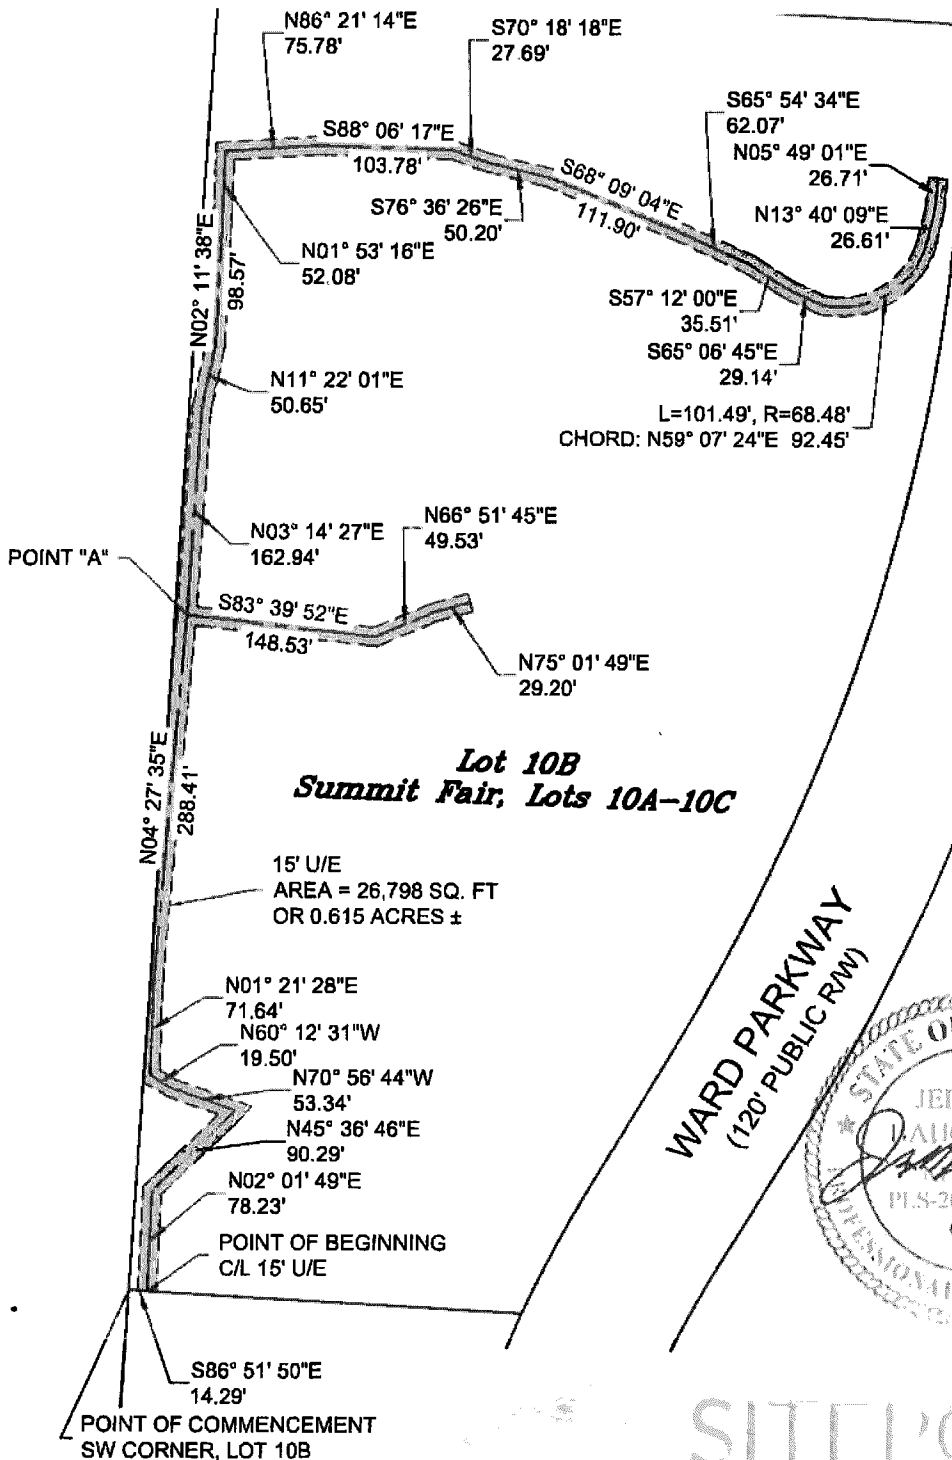 N86° 21' 14"E
75.78'
S70° 18' 18"E
27.69'
S88° 06' 17"E
103.78'
S65° 54' 34"E
62.07'
N05° 49' 01"E
26.71'
S76° 36' 26"E
50.20'
S68° 09' 04"E
111.90'
N13° 40' 09"E
26.61'
N01° 53' 16"E
52.08'
N02° 11' 38"E
98.57'
S57° 12' 00"E
35.51'
S65° 06' 45"E
29.14'
N11° 22' 01"E
50.65'
L=101.49', R=68.48'
CHORD: N59° 07' 24"E 92.45'
N03° 14' 27"E
162.94'
N66° 51' 45"E
49.53'
POINT "A"
S83° 39' 52"E
148.53'
N75° 01' 49"E
29.20'
Lot 10B
Summit Fair, Lots 10A-10C
N04° 27' 35"E
288.41'
15' U/E
AREA = 26,798 SQ. FT
OR 0.615 ACRES ±
WARD PARKWAY
(120' PUBLIC R/W)
N01° 21' 28"E
71.64'
N60° 12' 31"W
19.50'
N70° 56' 44"W
53.34'
N45° 36' 46"E
90.29'
N02° 01' 49"E
78.23'
POINT OF BEGINNING
C/L 15' U/E
STATE
PLS-2
S86° 51' 50"E
14.29'
POINT OF COMMENCEMENT
SW CORNER, LOT 10B